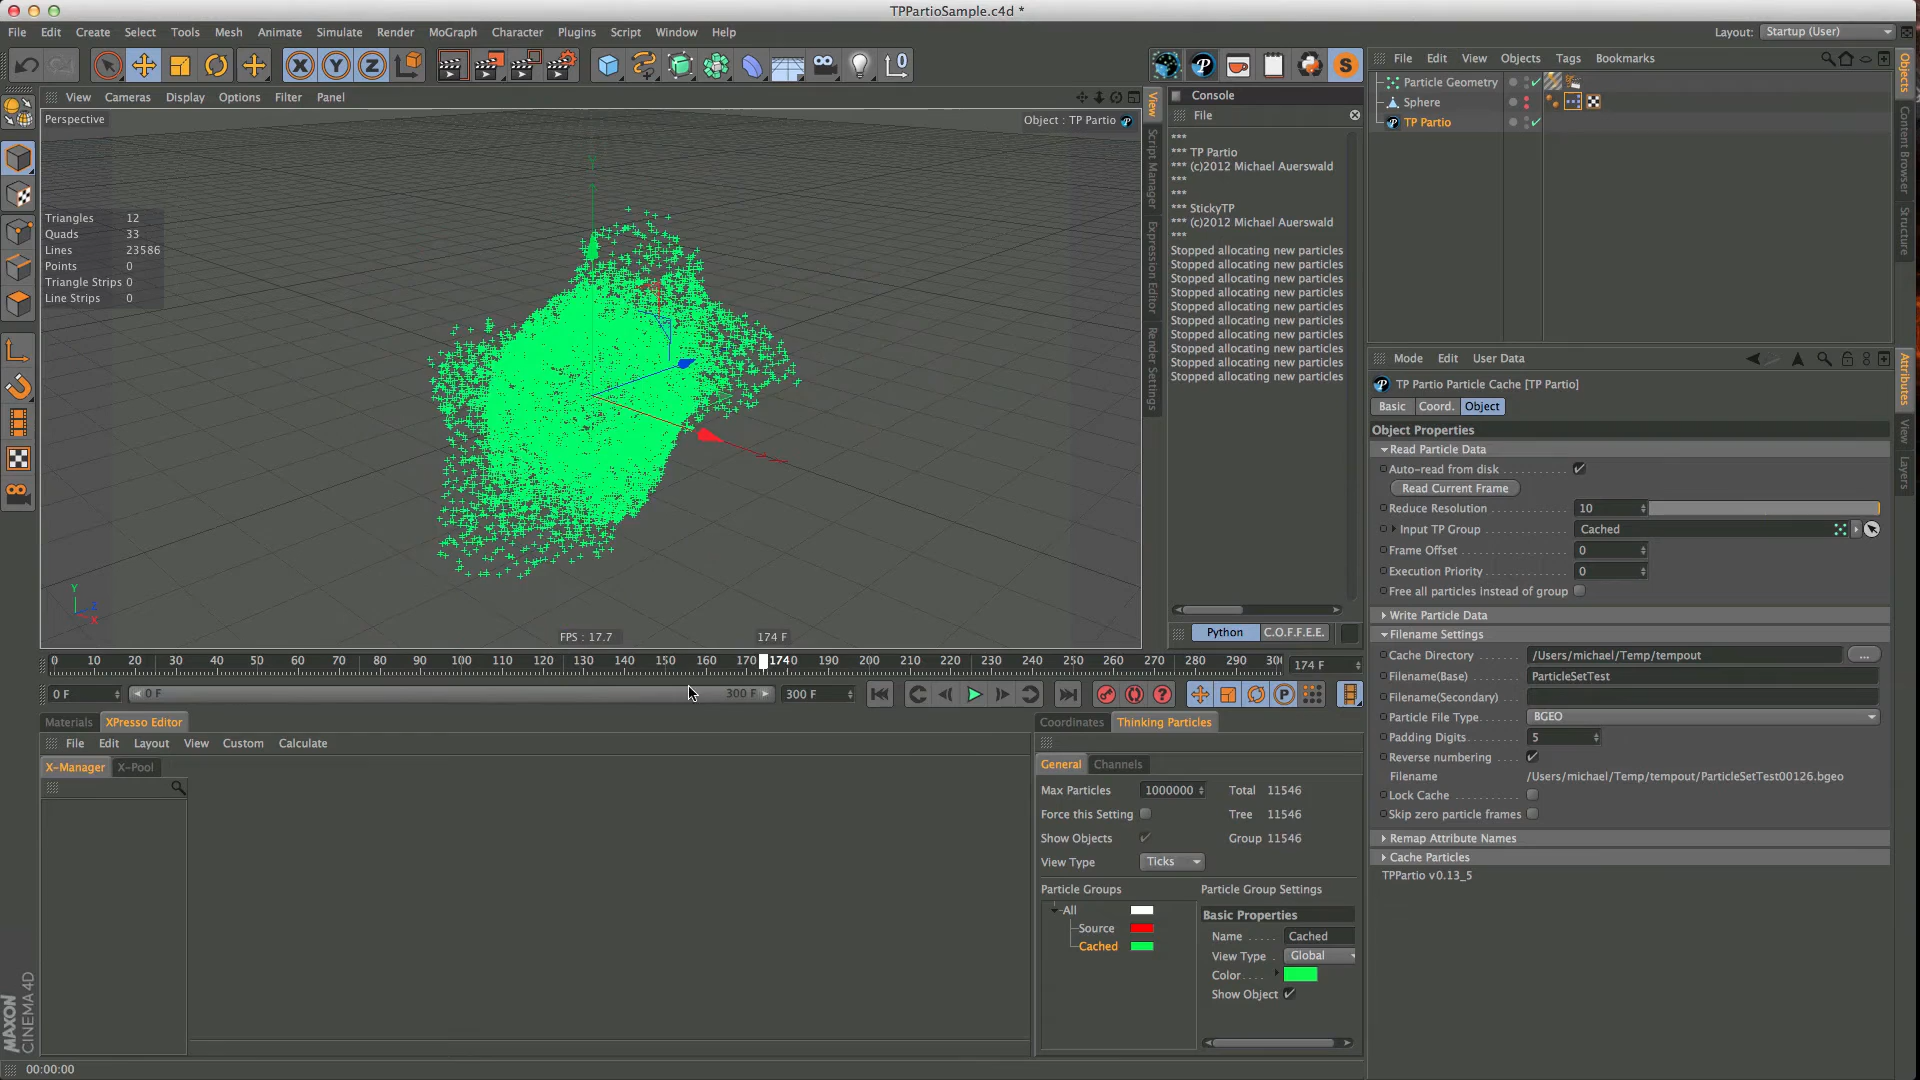 TPPartioSample.c4d *
File Edit Create Select Tools Mesh Animate Simulate Render MoGraph Character Plugins Script Window Help
Layout: Startup (User)
View Cameras Display Options Filter Panel
Perspective
Object : TP Partio
Triangles 12
Quads 33
Lines 23586
Points 0
Triangle Strips 0
Line Strips 0
FPS : 17.7 174 F
Console
File
***
*** TP Partio
*** (c)2012 Michael Auerswald
***
***
*** StickyTP
*** (c)2012 Michael Auerswald
***
Stopped allocating new particles
Stopped allocating new particles
Stopped allocating new particles
Stopped allocating new particles
Stopped allocating new particles
Stopped allocating new particles
Stopped allocating new particles
Stopped allocating new particles
Stopped allocating new particles
Stopped allocating new particles
Python C.O.F.F.E.E.
View
Script Manager
Expression Editor
Render Settings
File Edit View Objects Tags Bookmarks
Particle Geometry
Sphere
TP Partio
Objects
Content Browser
Structure
Mode Edit User Data
TP Partio Particle Cache [TP Partio]
Basic Coord. Object
Object Properties
Read Particle Data
Auto-read from disk
Read Current Frame
Reduce Resolution 10
Input TP Group Cached
Frame Offset 0
Execution Priority 0
Free all particles instead of group
Write Particle Data
Filename Settings
Cache Directory /Users/michael/Temp/tempout ...
Filename(Base) ParticleSetTest
Filename(Secondary)
Particle File Type BGEO
Padding Digits 5
Reverse numbering
Filename /Users/michael/Temp/tempout/ParticleSetTest00126.bgeo
Lock Cache
Skip zero particle frames
Remap Attribute Names
Cache Particles
TPPartio v0.13_5
Attributes
View
Layers
0 10 20 30 40 50 60 70 80 90 100 110 120 130 140 150 160 170 1740 190 200 210 220 230 240 250 260 270 280 290 30 174 F
0 F 0 F 300 F 300 F
Materials XPresso Editor
File Edit Layout View Custom Calculate
X-Manager X-Pool
Coordinates Thinking Particles
General Channels
Max Particles 1000000 Total 11546
Force this Setting Tree 11546
Show Objects Group 11546
View Type Ticks
Particle Groups
All
Source
Cached
Particle Group Settings
Basic Properties
Name Cached
View Type Global
Color
Show Object
MAXON
CINEMA 4D
00:00:00